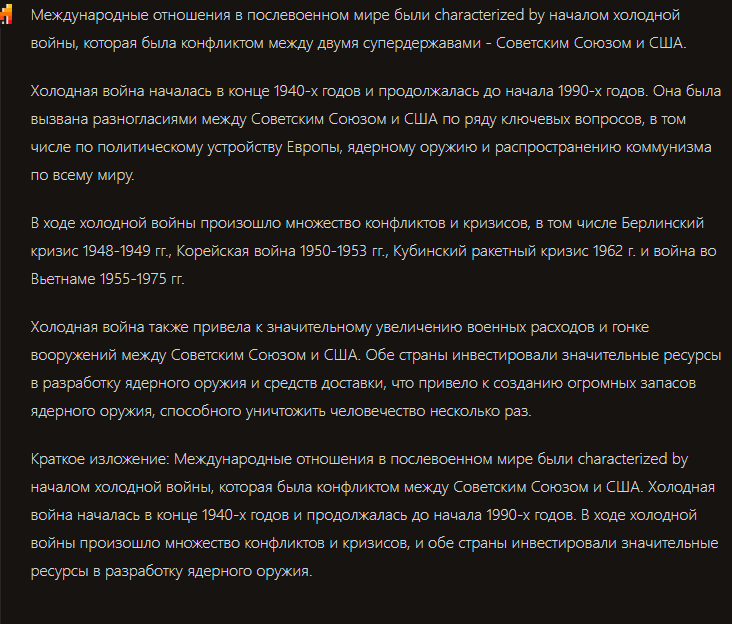 Международные отношения в послевоенном мире были characterized by началом холодной
войны, которая была конфликтом между двумя супердержавами - Советским Союзом и США.
Холодная война началась в конце 1940-х годов и продолжалась до начала 1990-х годов. Она была
вызвана разногласиями между Советским Союзом и США по ряду ключевых вопросов, в том
числе по политическому устройству Европы, ядерному оружию и распространению коммунизма
по всему миру.
В ходе холодной войны произошло множество конфликтов и кризисов, в том числе Берлинский
кризис 1948-1949 гг., Корейская война 1950-1953 гг., Кубинский ракетный кризис 1962 г. и война во
Вьетнаме 1955-1975 гг.
Холодная война также привела к значительному увеличению военных расходов и гонке
вооружений между Советским Союзом и США. Обе страны инвестировали значительные ресурсы
в разработку ядерного оружия и средств доставки, что привело к созданию огромных запасов
ядерного оружия, способного уничтожить человечество несколько раз.
Краткое изложение: Международные отношения в послевоенном мире были characterized by
началом холодной войны, которая была конфликтом между Советским Союзом и США. Холодная
война началась в конце 1940-х годов и продолжалась до начала 1990-х годов. В ходе холодной
войны произошло множество конфликтов и кризисов, и обе страны инвестировали значительные
ресурсы в разработку ядерного оружия.